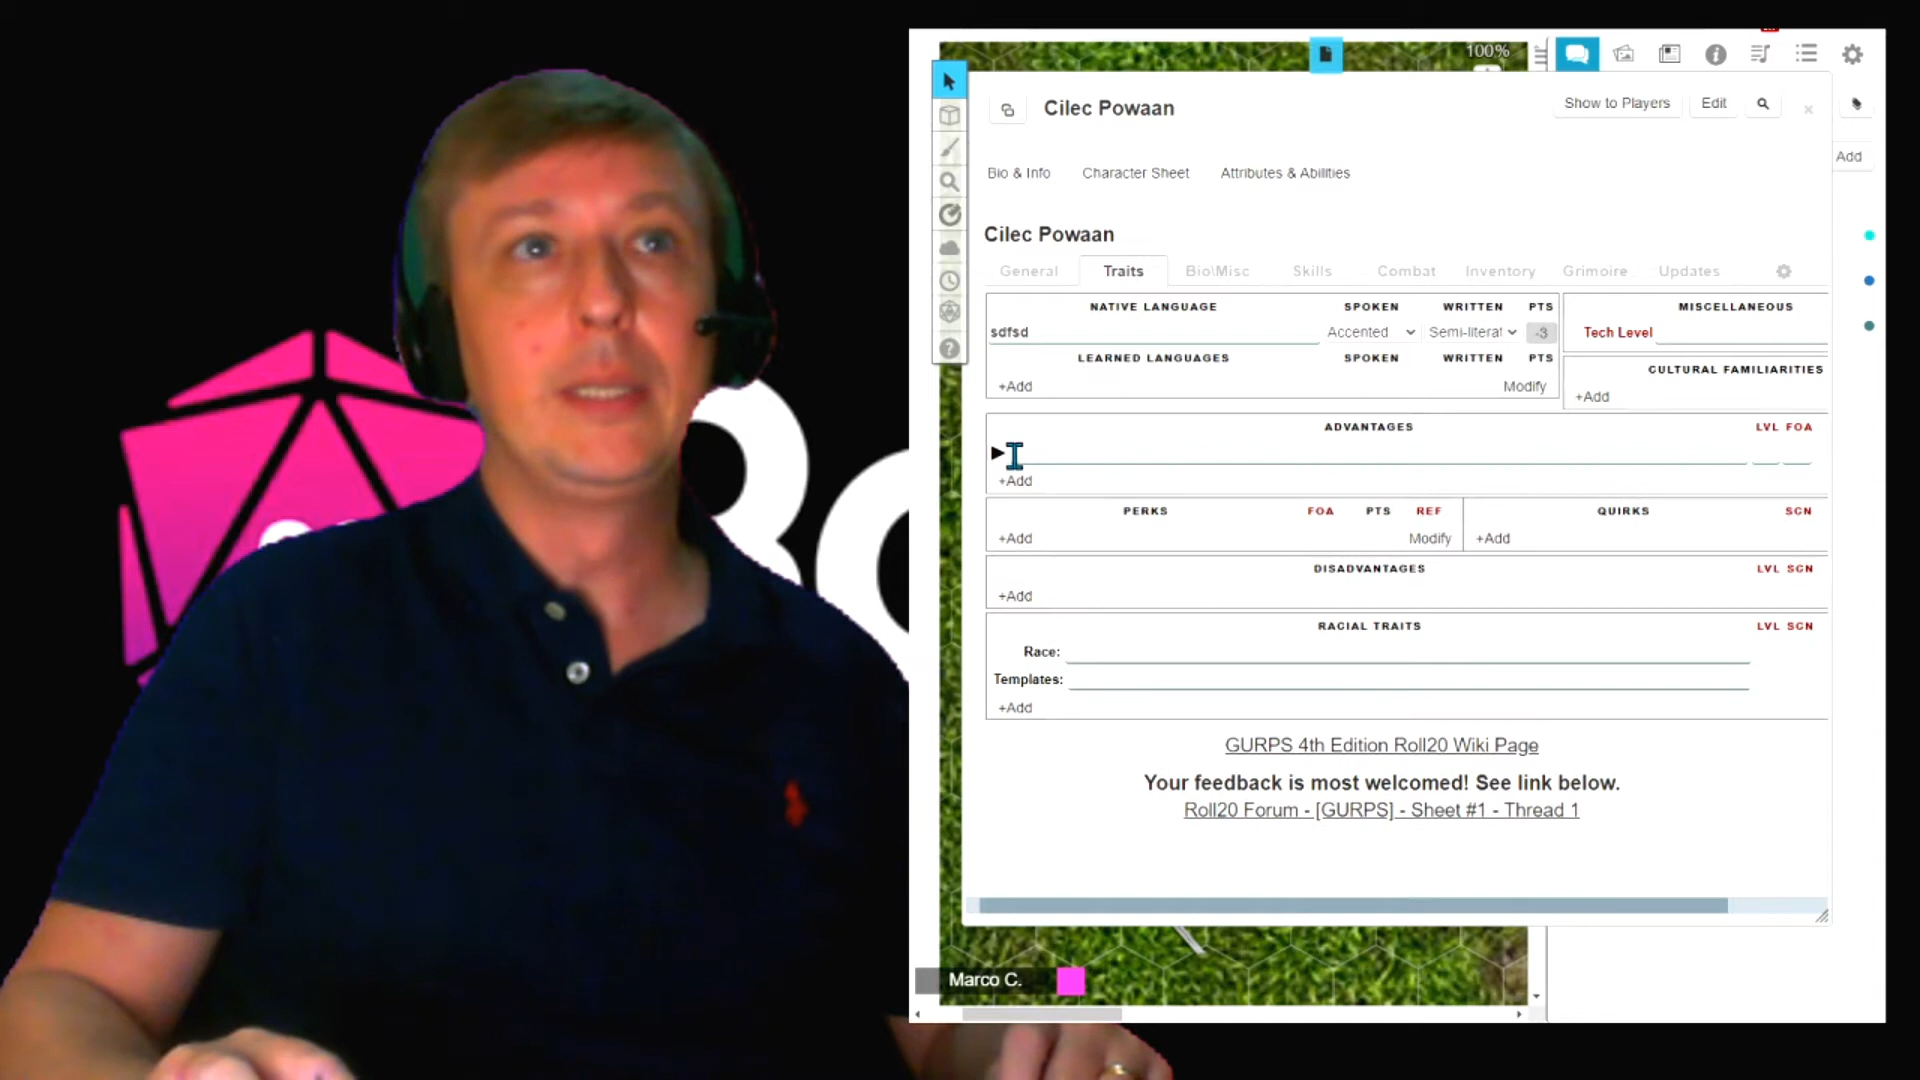 100%
Cilec Powaan
Show to Players Edit
Add
Bio & Info Character Sheet Attributes & Abilities
Cilec Powaan
General Traits Bio\Misc Skills Combat Inventory Grimoire Updates
NATIVE LANGUAGE SPOKEN WRITTEN PTS MISCELLANEOUS
sdfsd Accented Semi-literat -3 Tech Level
LEARNED LANGUAGES SPOKEN WRITTEN PTS CULTURAL FAMILIARITIES
+Add Modify +Add
ADVANTAGES LVL FOA
+Add
PERKS FOA PTS REF QUIRKS SCN
+Add Modify +Add
DISADVANTAGES LVL SCN
+Add
RACIAL TRAITS LVL SCN
Race:
Templates:
+Add
GURPS 4th Edition Roll20 Wiki Page
Your feedback is most welcomed! See link below.
Roll20 Forum - [GURPS] - Sheet #1 - Thread 1
Marco C.